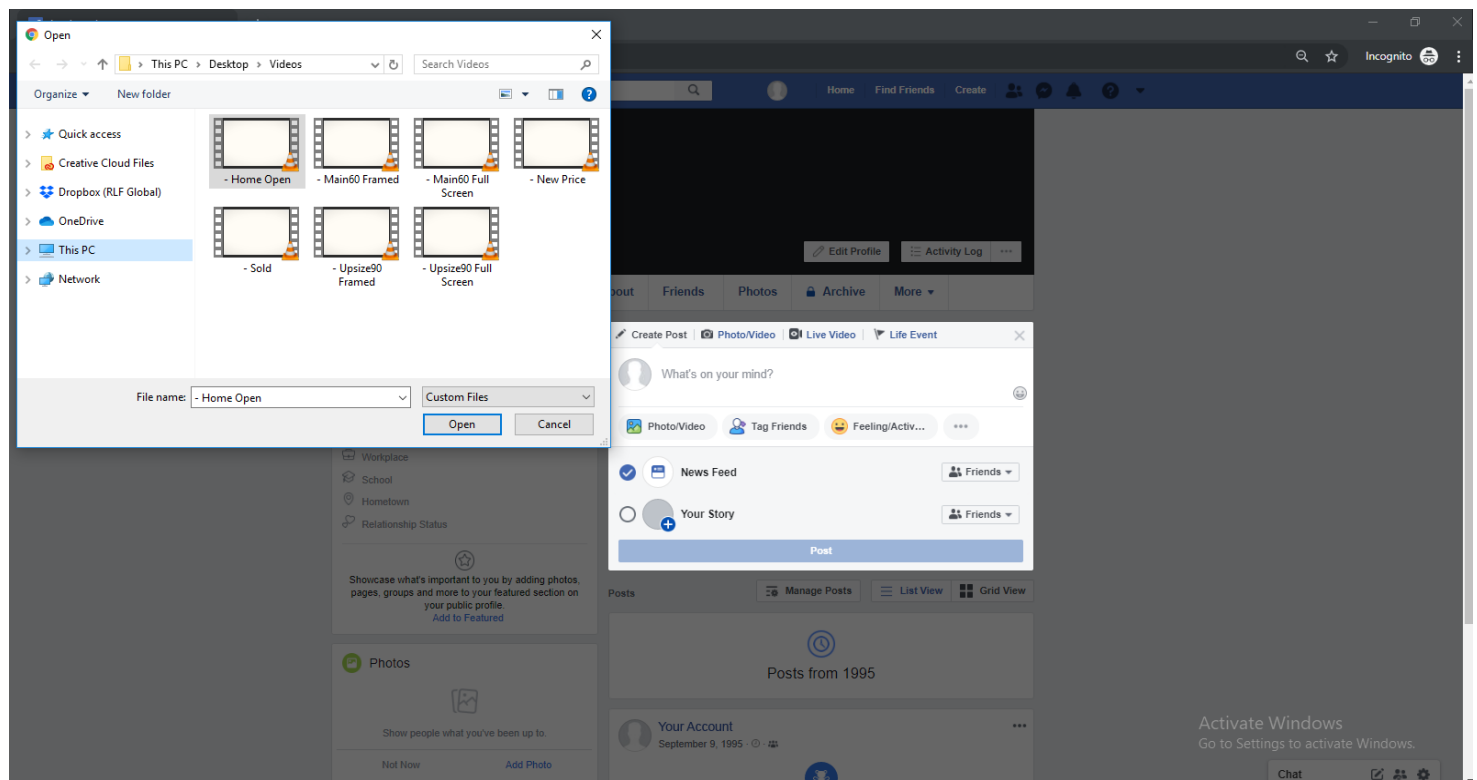 Open
This PC > Desktop > Videos
Search Videos
Incognito
Organize
New folder
Home
Find Friends
Create
Quick access
Creative Cloud Files
Dropbox (RLF Global)
OneDrive
This PC
Network
- Home Open
- Main60 Framed
- Main60 Full
Screen
- New Price
- Sold
- Upsize90
Framed
- Upsize90 Full
Screen
Edit Profile
Activity Log
out
Friends
Photos
Archive
More
File name:
- Home Open
Custom Files
Open
Cancel
Create Post
Photo/Video
Live Video
Life Event
What's on your mind?
Photo/Video
Tag Friends
Feeling/Activ...
News Feed
Friends
Your Story
Friends
Post
Workplace
School
Hometown
Relationship Status
Showcase what's important to you by adding photos,
pages, groups and more to your featured section on
your public profile.
Add to Featured
Posts
Manage Posts
List View
Grid View
Photos
Show people what you've been up to.
Not Now
Add Photo
Posts from 1995
Your Account
September 9, 1995
Activate Windows
Go to Settings to activate Windows.
Chat